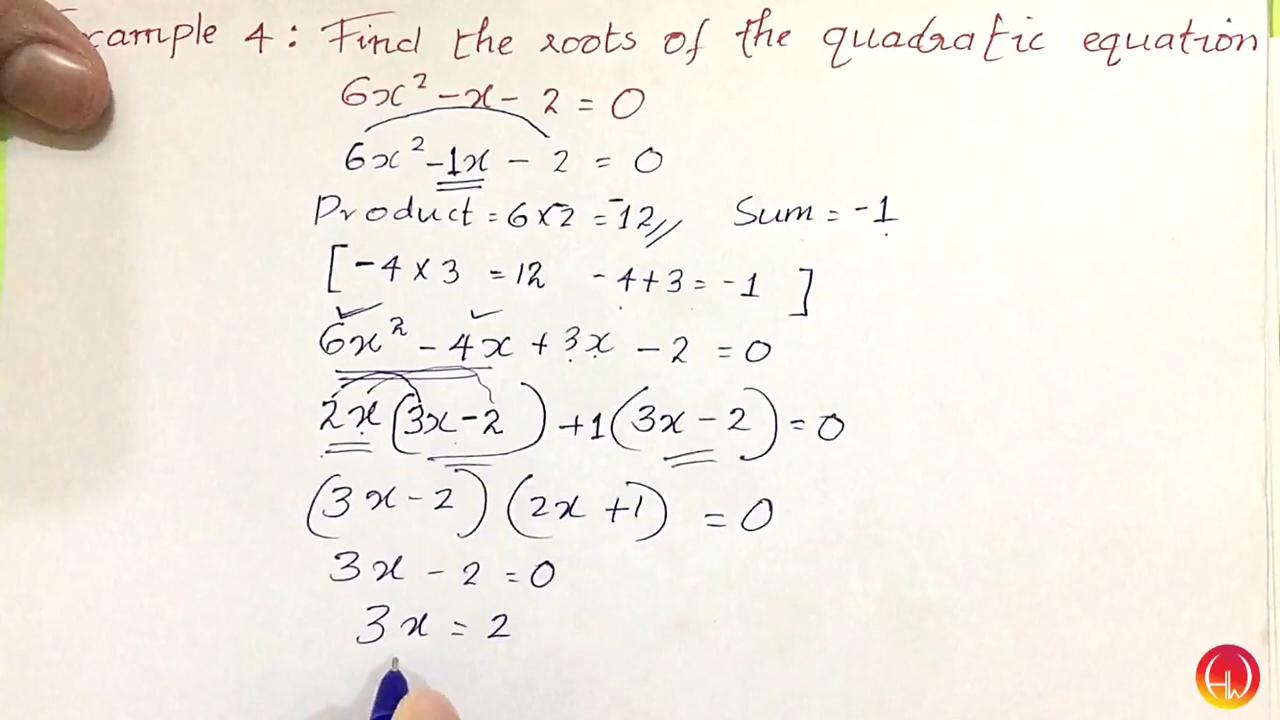 Example 4 : Find the roots of the quadratic equation
6x² - x - 2 = 0
6x² - 1x - 2 = 0
Product = 6 x -2 = -12 // Sum = -1
[ -4 x 3 = 12 -4 + 3 = -1 ]
6x² - 4x + 3x - 2 = 0
2x (3x - 2) + 1 (3x - 2) = 0
(3x - 2) (2x + 1) = 0
3x - 2 = 0
3x = 2
HW